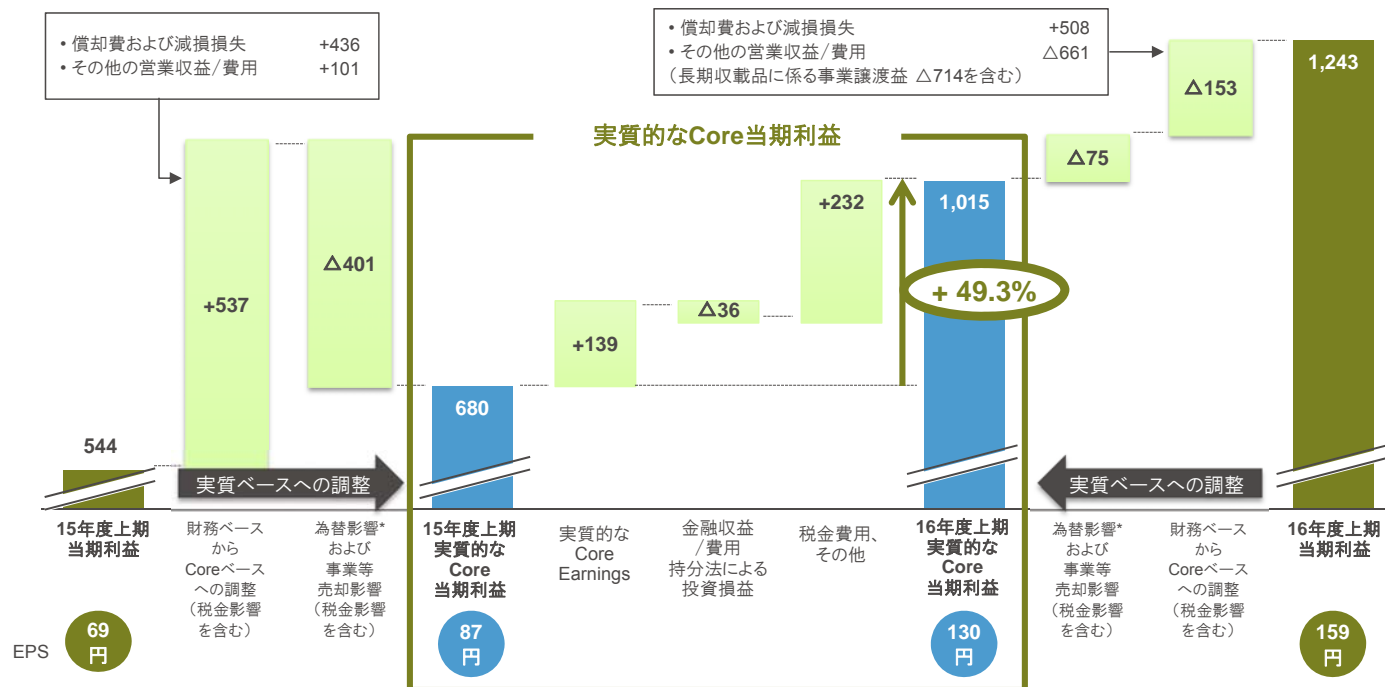 • 償却費および減損損失 +436
• その他の営業収益/費用 +101
• 償却費および減損損失 +508
• その他の営業収益/費用 △661
（長期収載品に係る事業譲渡益 △714を含む）
実質的なCore当期利益
544
+537
△401
680
+139
△36
+232
1,015
+ 49.3%
△75
△153
1,243
実質ベースへの調整
実質ベースへの調整
15年度上期
当期利益
財務ベース
から
Coreベース
への調整
（税金影響
を含む）
為替影響*
および
事業等
売却影響
（税金影響
を含む）
15年度上期
実質的な
Core
当期利益
実質的な
Core
Earnings
金融収益
/費用
持分法による
投資損益
税金費用、
その他
16年度上期
実質的な
Core
当期利益
為替影響*
および
事業等
売却影響
（税金影響
を含む）
財務ベース
から
Coreベース
への調整
（税金影響
を含む）
16年度上期
当期利益
EPS
69
円
87
円
130
円
159
円